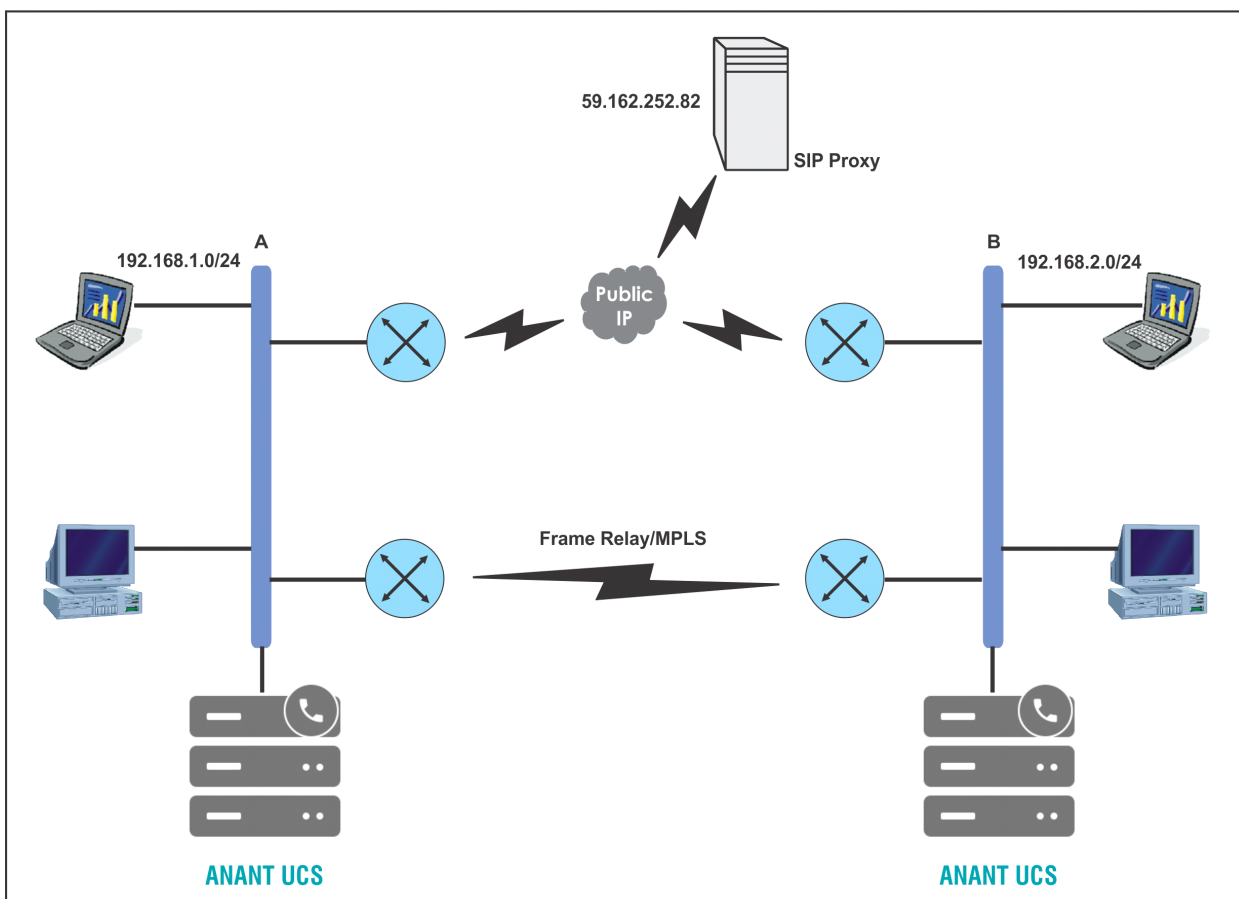 59.162.252.82
SIP Proxy
A
192.168.1.0/24
Public
IP
B
192.168.2.0/24
Frame Relay/MPLS
ANANT UCS
ANANT UCS